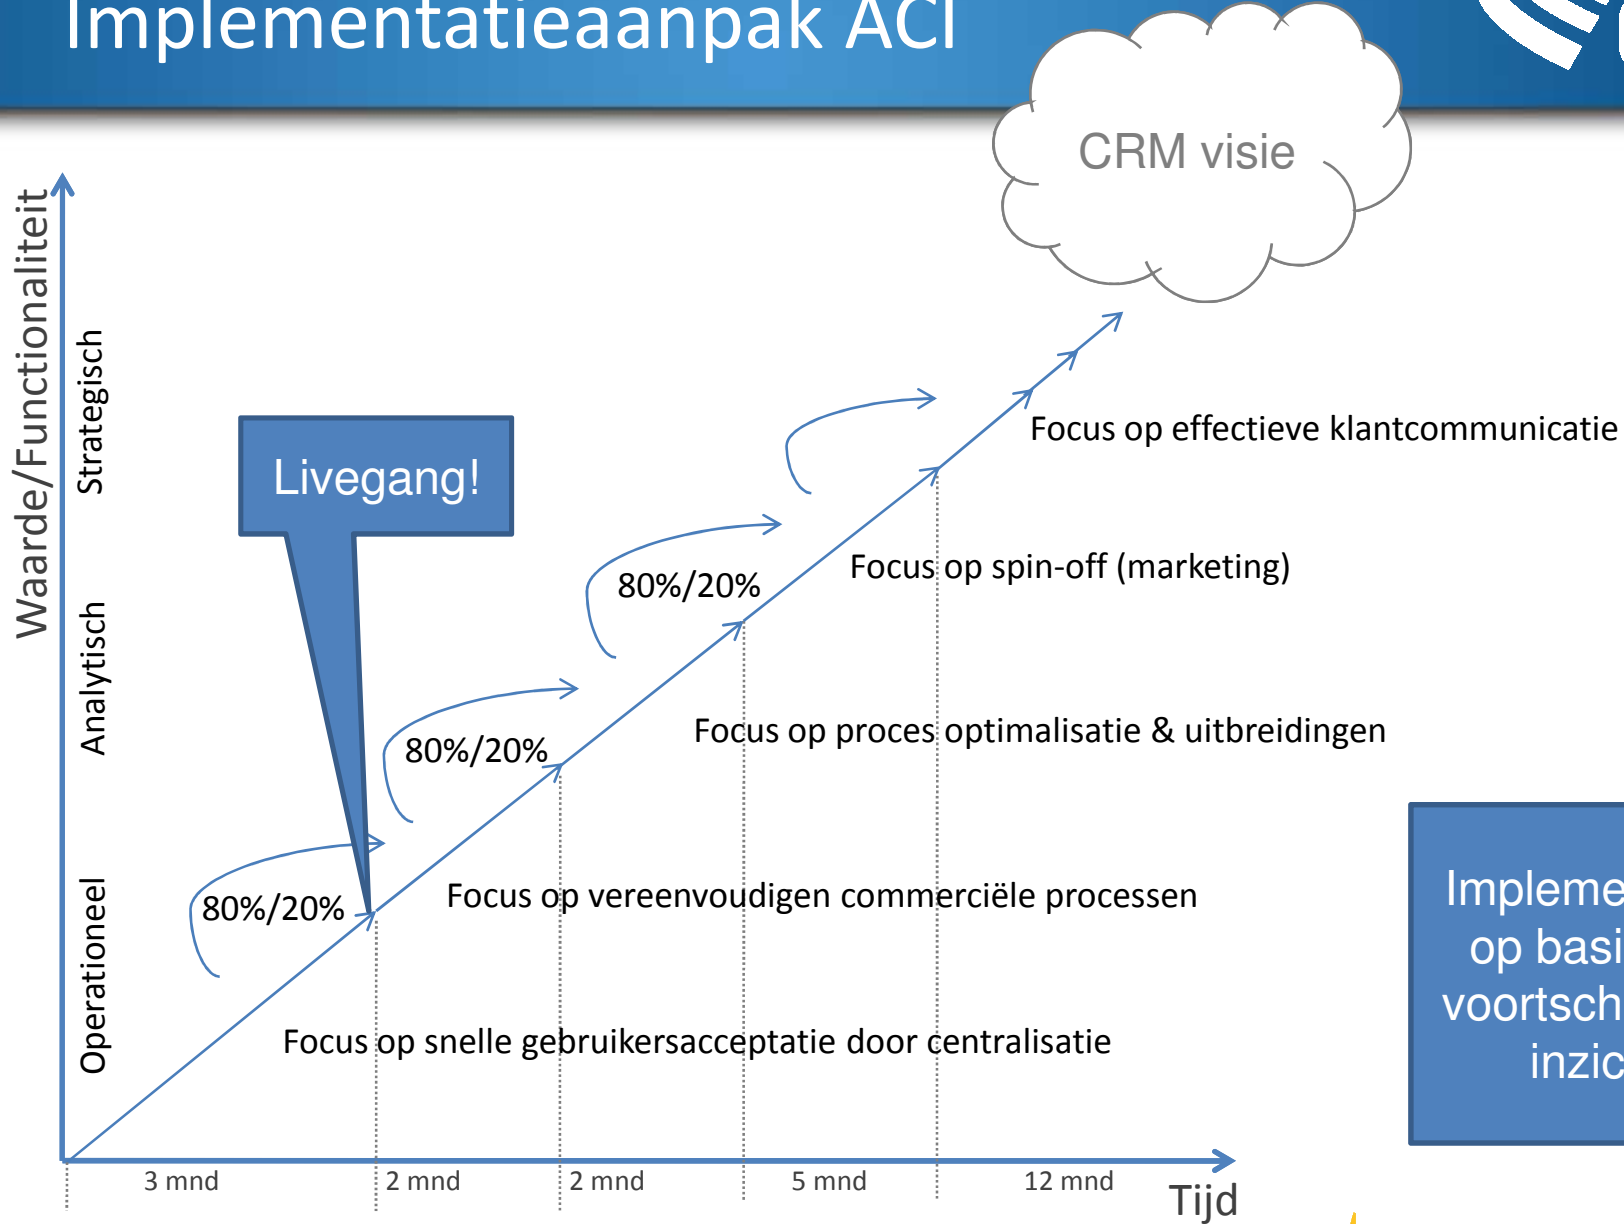 Implementatieaanpak ACI
CRM visie
Waarde/Functionaliteit
Strategisch
Analytisch
Operationeel
Livegang!
Focus op effectieve klantcommunicatie
Focus op spin-off (marketing)
80%/20%
Focus op proces optimalisatie & uitbreidingen
80%/20%
Focus op vereenvoudigen commerciële processen
80%/20%
Focus op snelle gebruikersacceptatie door centralisatie
op
3 mnd
2 mnd
2 mnd
5 mnd
12 mnd
Tijd